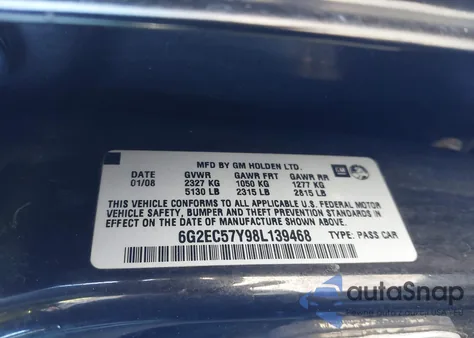 MFD BY GM HOLDEN LTD.
DATE GVWR GAWR FRT GAWR RR
01/08 2327 KG 1050 KG 1277 KG
5130 LB 2315 LB 2815 LB
GM
THIS VEHICLE CONFORMS TO ALL APPLICABLE U.S. FEDERAL MOTOR
VEHICLE SAFETY, BUMPER AND THEFT PREVENTION STANDARDS IN
EFFECT ON THE DATE OF MANUFACTURE SHOWN ABOVE.
6G2EC57Y98L139468 TYPE: PASS CAR
autoSnap